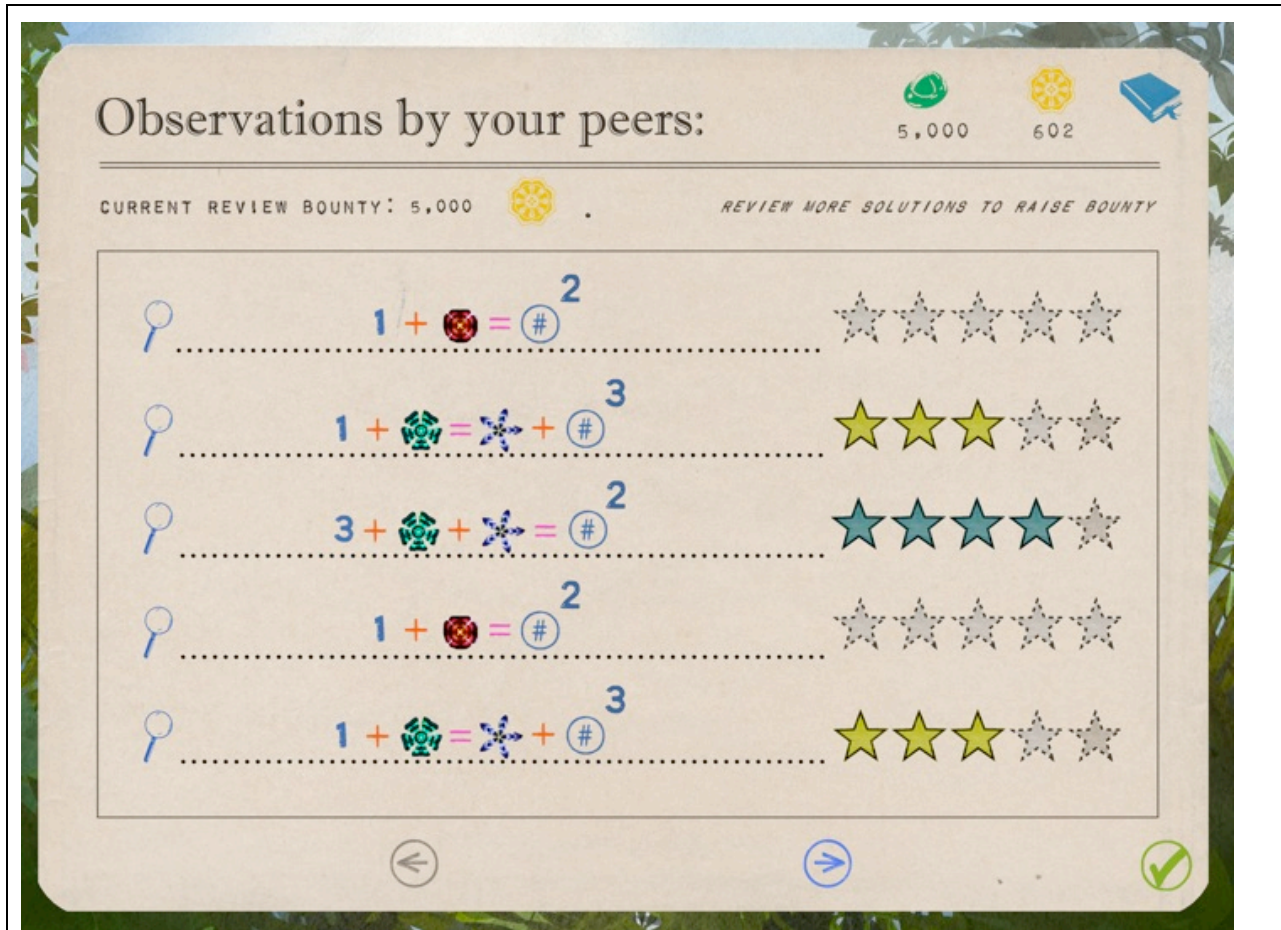 Observations by your peers:
5,000
602
CURRENT REVIEW BOUNTY: 5,000 .
REVIEW MORE SOLUTIONS TO RAISE BOUNTY
1 + = # 2
1 + = + # 3
3 + + = # 2
1 + = # 2
1 + = + # 3